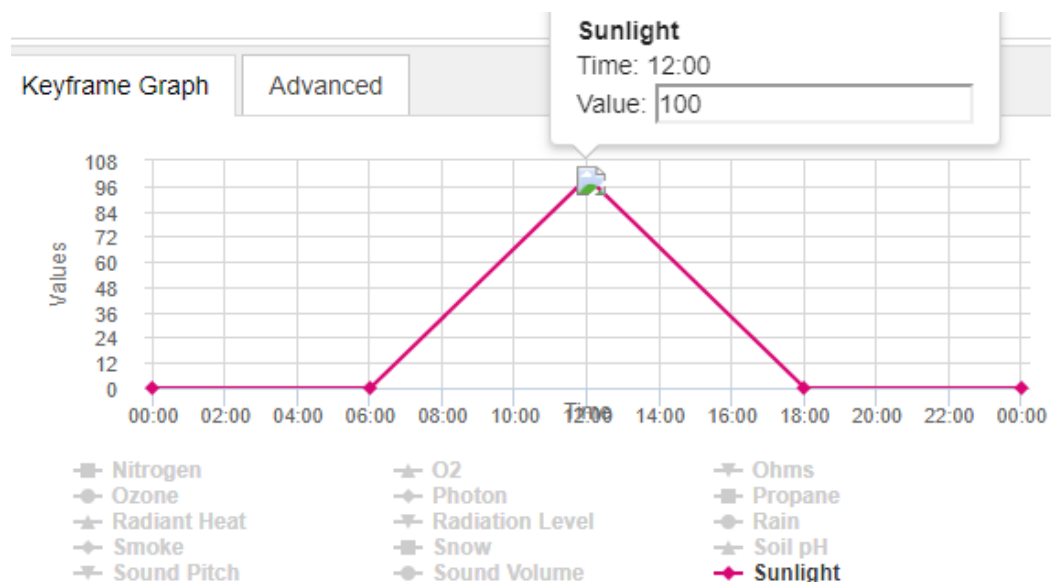 Sunlight
Time: 12:00
Value: 100
Keyframe Graph Advanced
108
96
84
72
60
48
36
24
12
0
Values
00:00 02:00 04:00 06:00 08:00 10:00 12:00 14:00 16:00 18:00 20:00 22:00 00:00
Time
Nitrogen O2 Ohms
Ozone Photon Propane
Radiant Heat Radiation Level Rain
Smoke Snow Soil pH
Sound Pitch Sound Volume Sunlight